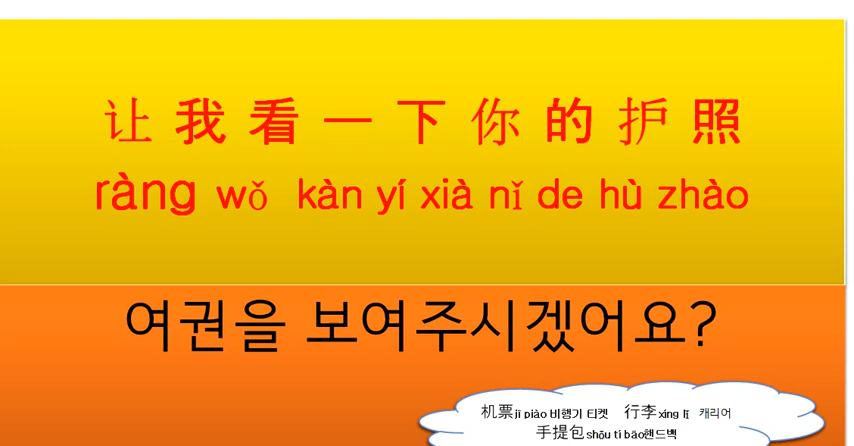 让我看一下你的护照
ràng wǒ kàn yí xià nǐ de hù zhào
여권을 보여주시겠어요?
机票jī piào 비행기 티켓 行李xíng lǐ 캐리어
手提包shǒu tí bāo핸드백